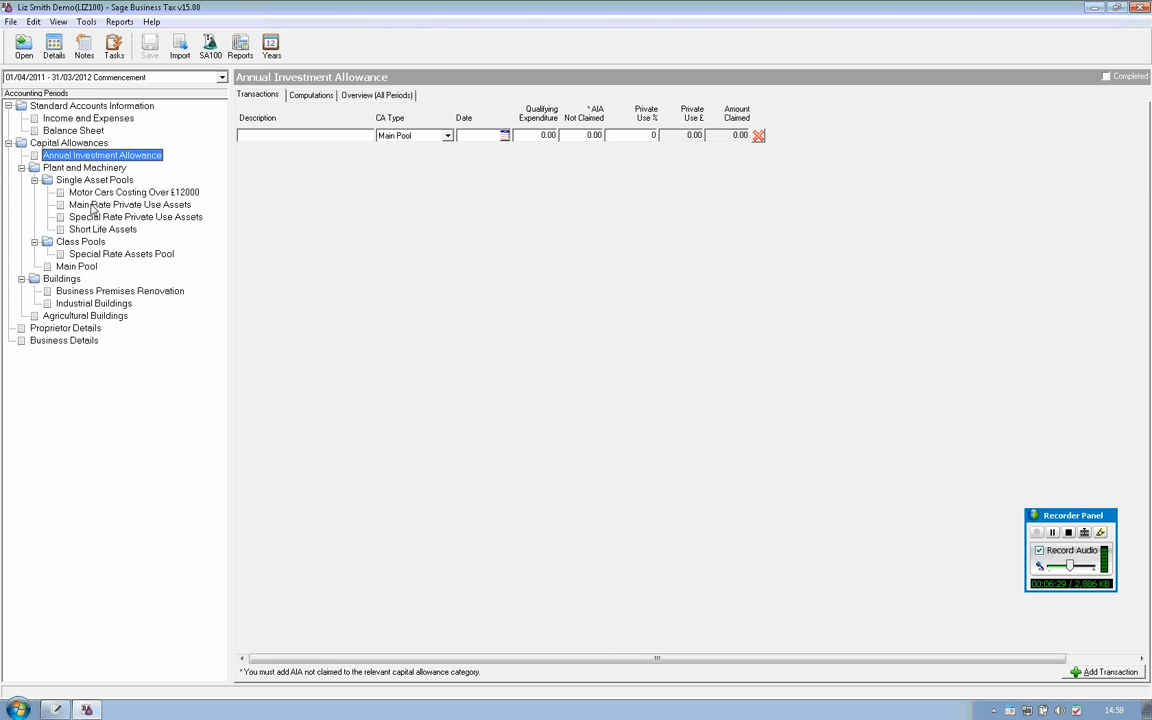 Liz Smith Demo(LIZ100) - Sage Business Tax v15.00
File Edit View Tools Reports Help
Open Details Notes Tasks Save Import SA100 Reports Years
12
01/04/2011 - 31/03/2012 Commencement
Annual Investment Allowance
Completed
Accounting Periods
Transactions Computations Overview (All Periods)
Standard Accounts Information
Income and Expenses
Balance Sheet
Capital Allowances
Annual Investment Allowance
Plant and Machinery
Single Asset Pools
Motor Cars Costing Over £12000
Main Rate Private Use Assets
Special Rate Private Use Assets
Short Life Assets
Class Pools
Special Rate Assets Pool
Main Pool
Buildings
Business Premises Renovation
Industrial Buildings
Agricultural Buildings
Proprietor Details
Business Details
Description CA Type Date Qualifying Expenditure * AIA Not Claimed Private Use % Private Use £ Amount Claimed
Main Pool 0.00 0.00 0 0.00 0.00
Recorder Panel
Record Audio
00:06:29 / 2,886 KB
* You must add AIA not claimed to the relevant capital allowance category.
Add Transaction
14:58